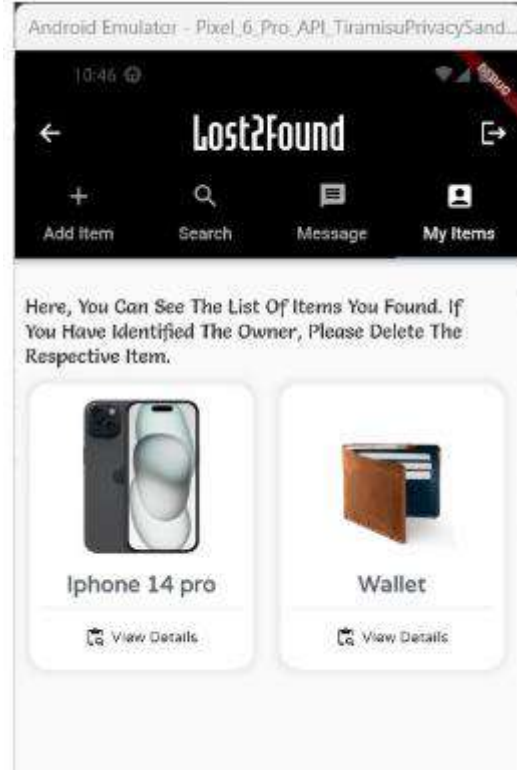 Android Emulator - Pixel_6_Pro_API_TiramisuPrivacySand...
10:46
DEBUG
Lost2Found
Add Item Search Message My Items
Here, You Can See The List Of Items You Found. If
You Have Identified The Owner, Please Delete The
Respective Item.
Iphone 14 pro Wallet
View Details View Details